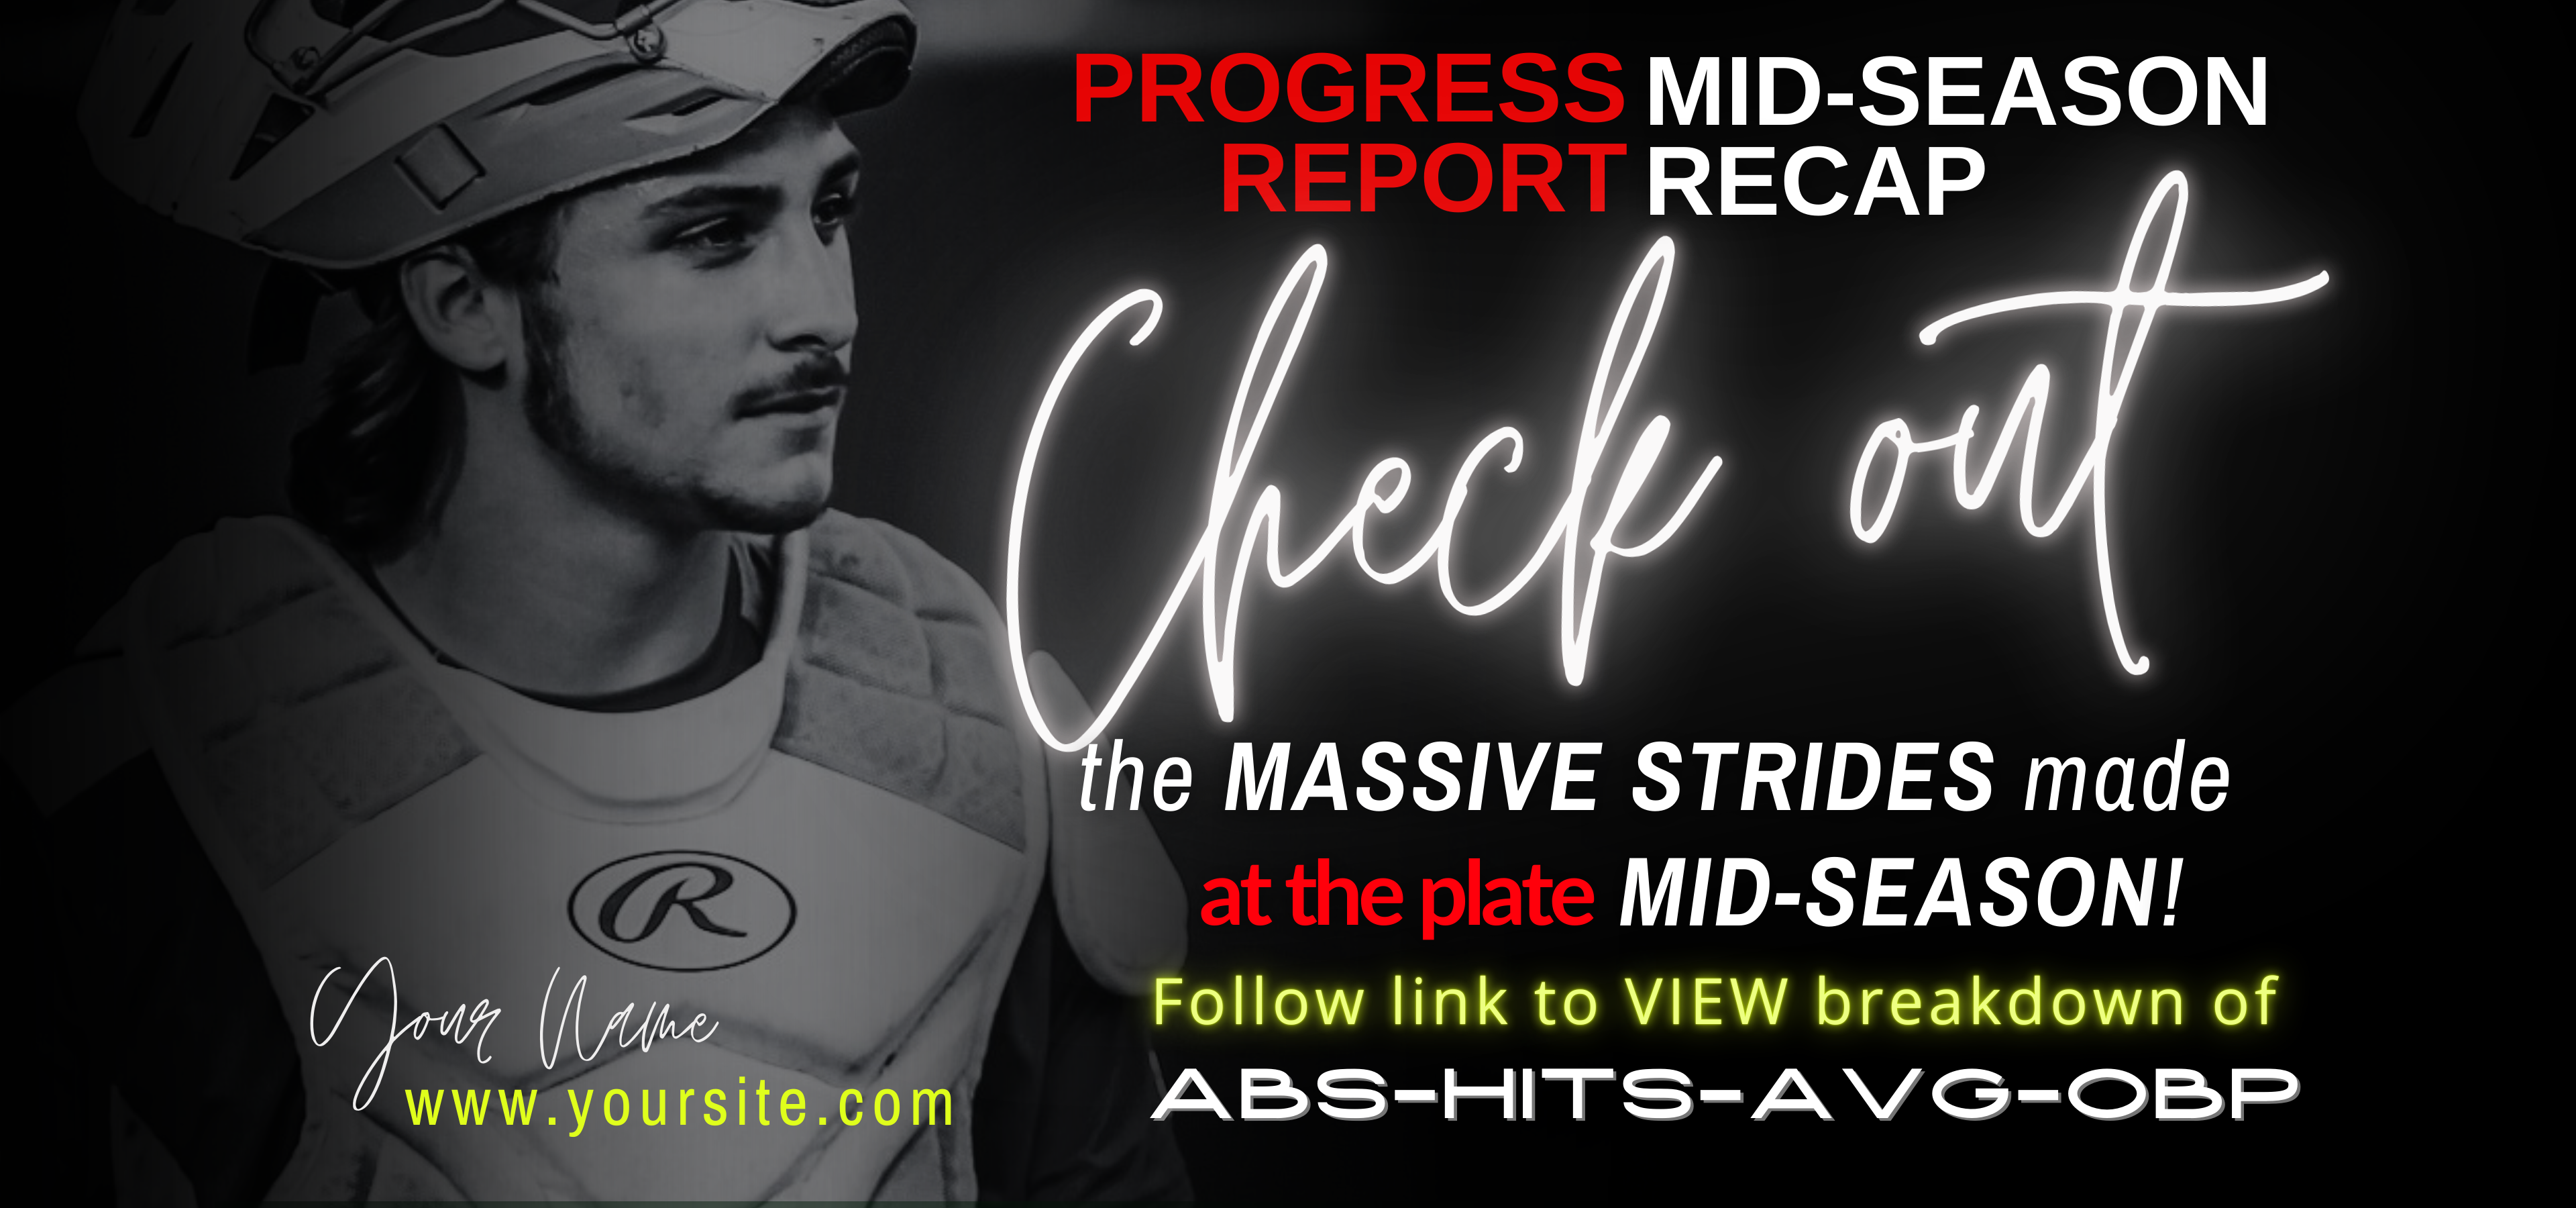 PROGRESS MID-SEASON
REPORT RECAP
Check out
the MASSIVE STRIDES made
at the plate MID-SEASON!
Follow link to VIEW breakdown of
ABS-HITS-AVG-OBP
R
Your Name
www.yoursite.com